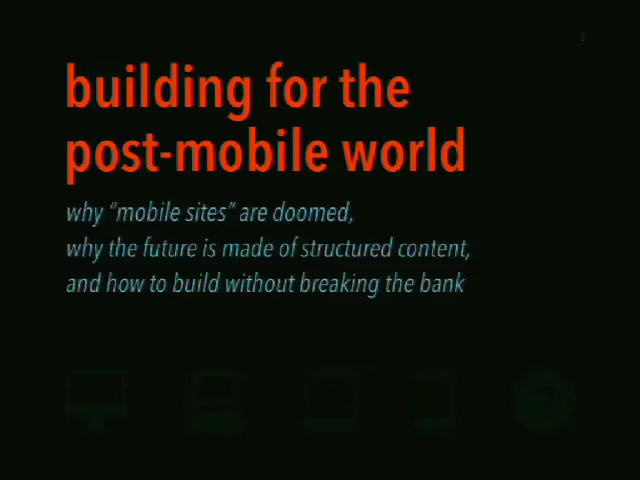 building for the
post-mobile world
why “mobile sites” are doomed,
why the future is made of structured content,
and how to build without breaking the bank